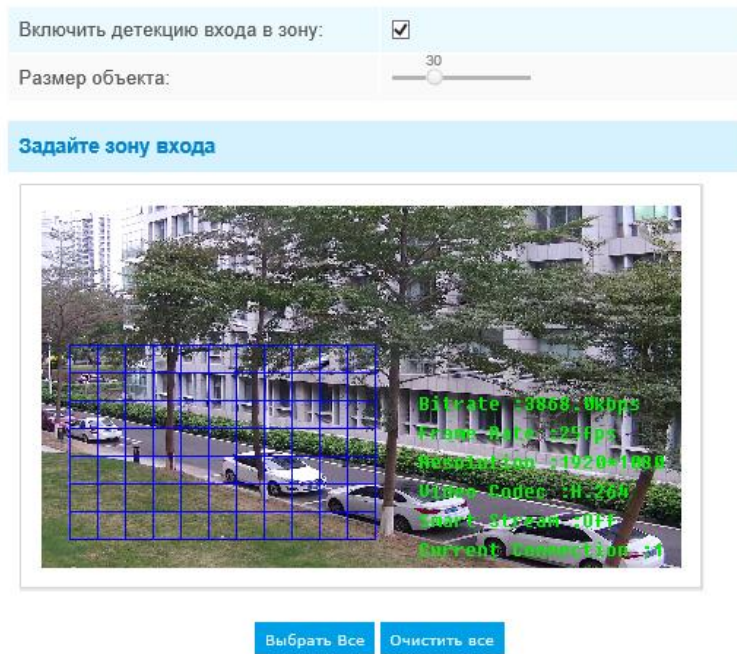 Включить детекцию входа в зону:
30
Размер объекта:
Задайте зону входа
Bitrate :3868.0kbps
Frame Rate :25fps
Resolution :1920*1080
Video Codec :H.264
Smart Stream :Off
Current Connection :1
Выбрать Все Очистить все